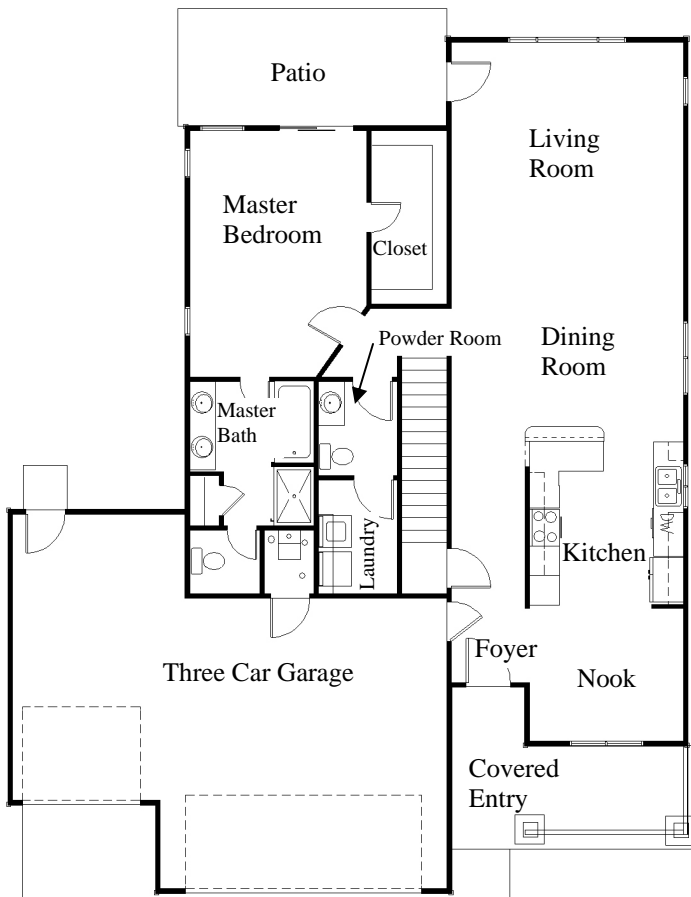 Patio
Living
Room
Master
Bedroom
Closet
Powder Room
Dining
Room
Master
Bath
Laundry
Kitchen
Foyer
Three Car Garage
Nook
Covered
Entry